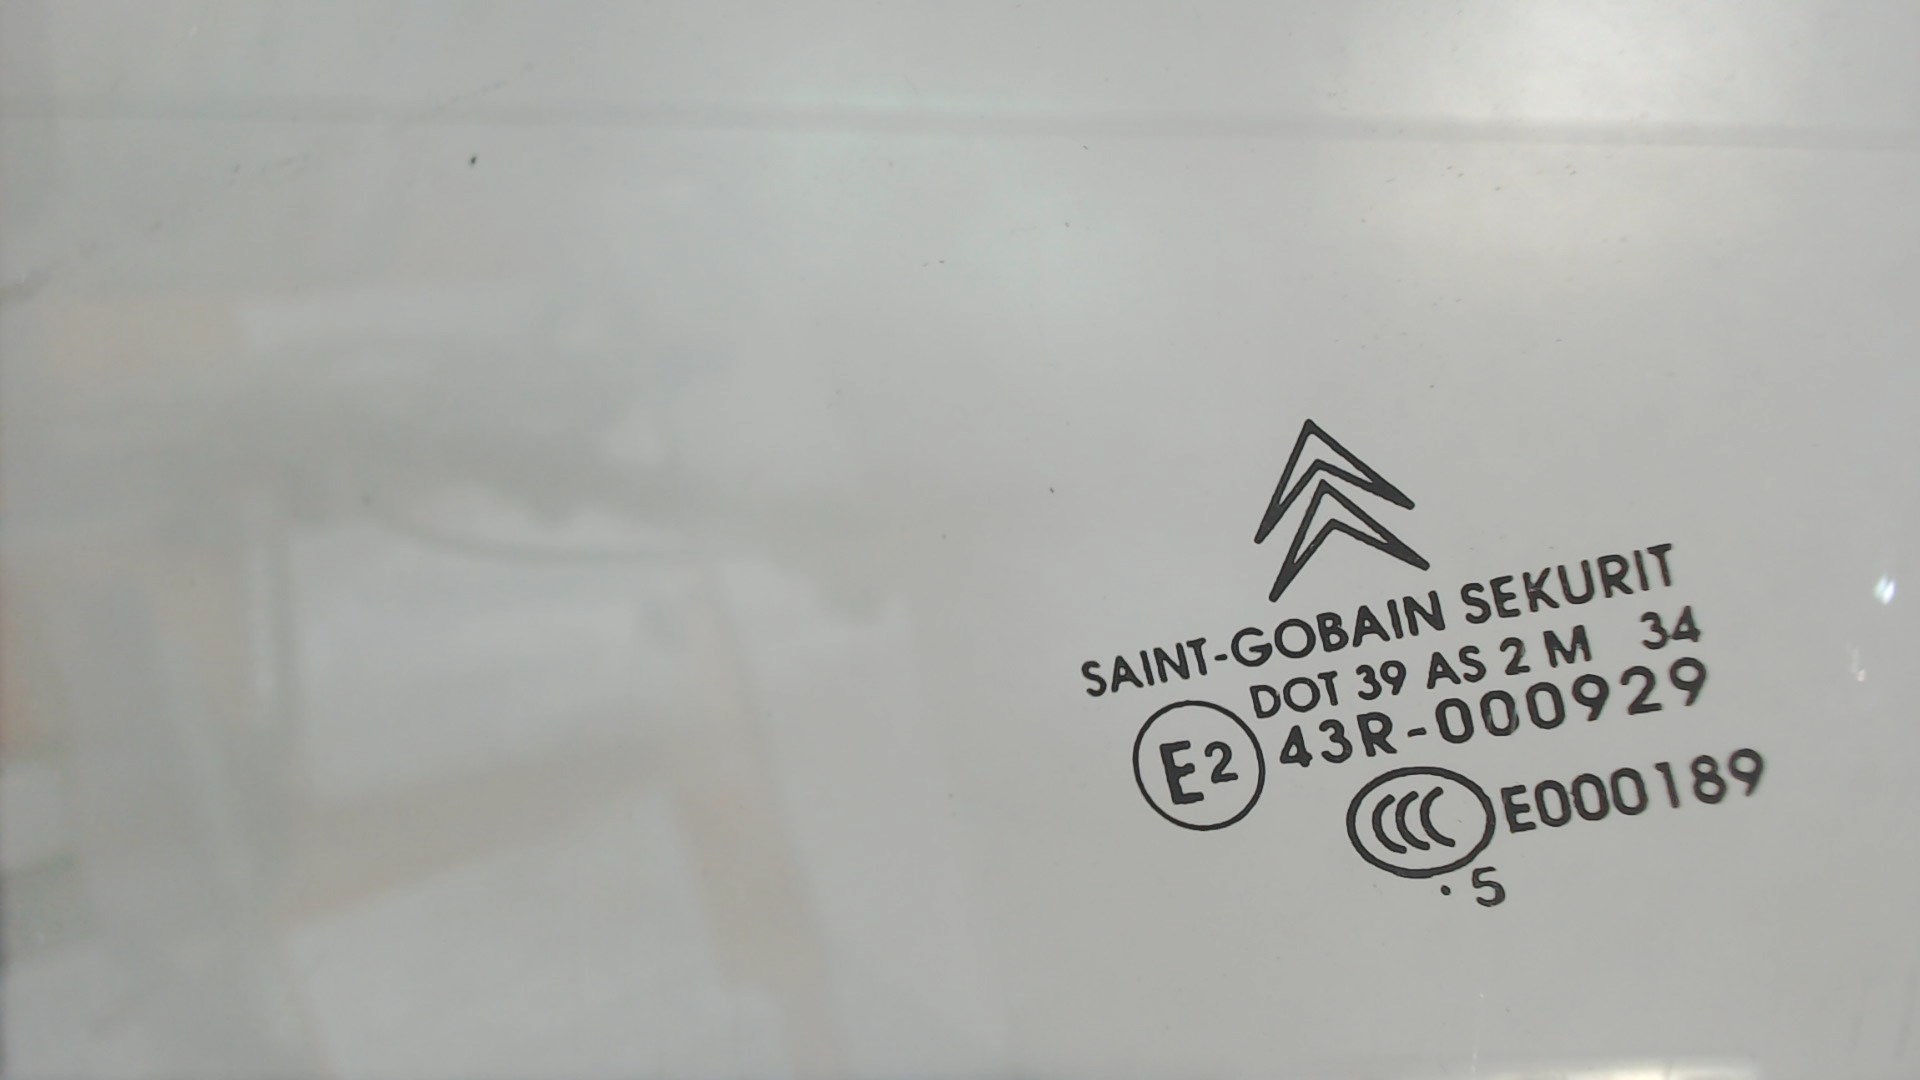 SAINT-GOBAIN SEKURIT
DOT 39 AS 2 M 34
E2 43R-000929
CCC E000189
. 5